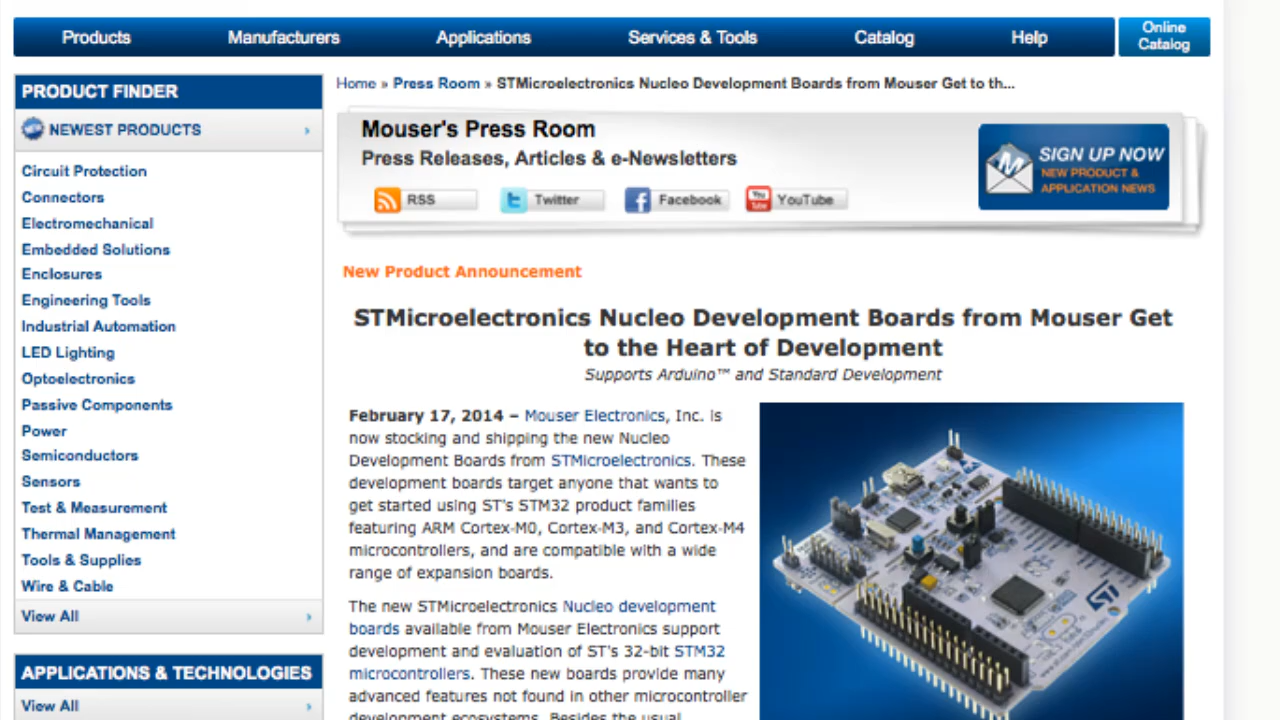 Products Manufacturers Applications Services & Tools Catalog Help Online Catalog
PRODUCT FINDER
NEWEST PRODUCTS
Circuit Protection
Connectors
Electromechanical
Embedded Solutions
Enclosures
Engineering Tools
Industrial Automation
LED Lighting
Optoelectronics
Passive Components
Power
Semiconductors
Sensors
Test & Measurement
Thermal Management
Tools & Supplies
Wire & Cable
View All
APPLICATIONS & TECHNOLOGIES
View All
Home » Press Room » STMicroelectronics Nucleo Development Boards from Mouser Get to th...
Mouser's Press Room
Press Releases, Articles & e-Newsletters
RSS Twitter Facebook YouTube
SIGN UP NOW
NEW PRODUCT &
APPLICATION NEWS
New Product Announcement
STMicroelectronics Nucleo Development Boards from Mouser Get
to the Heart of Development
Supports Arduino™ and Standard Development
February 17, 2014 – Mouser Electronics, Inc. is
now stocking and shipping the new Nucleo
Development Boards from STMicroelectronics. These
development boards target anyone that wants to
get started using ST's STM32 product families
featuring ARM Cortex-M0, Cortex-M3, and Cortex-M4
microcontrollers, and are compatible with a wide
range of expansion boards.
The new STMicroelectronics Nucleo development
boards available from Mouser Electronics support
development and evaluation of ST's 32-bit STM32
microcontrollers. These new boards provide many
advanced features not found in other microcontroller
development ecosystems. Besides the usual